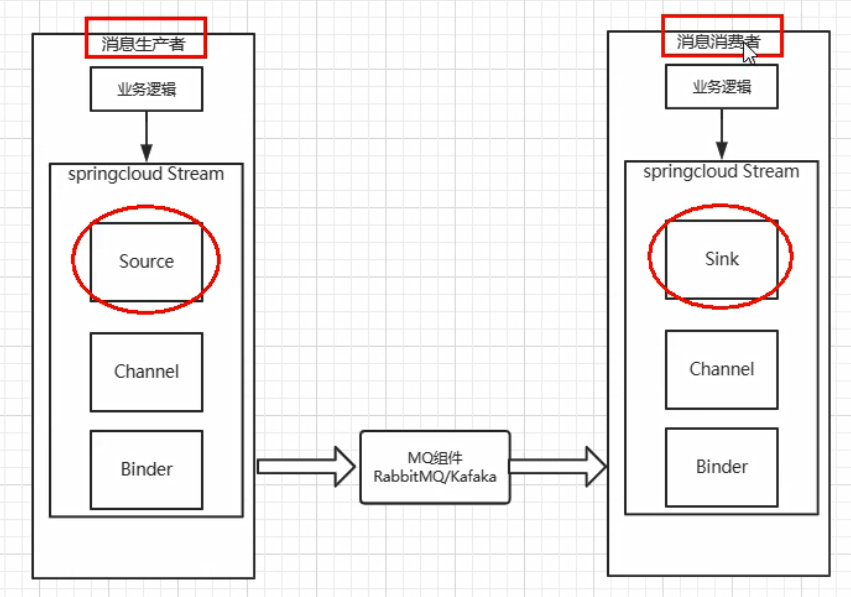 消息生产者
业务逻辑
springcloud Stream
Source
Channel
Binder
MQ组件
RabbitMQ/Kafaka
消息消费者
业务逻辑
springcloud Stream
Sink
Channel
Binder